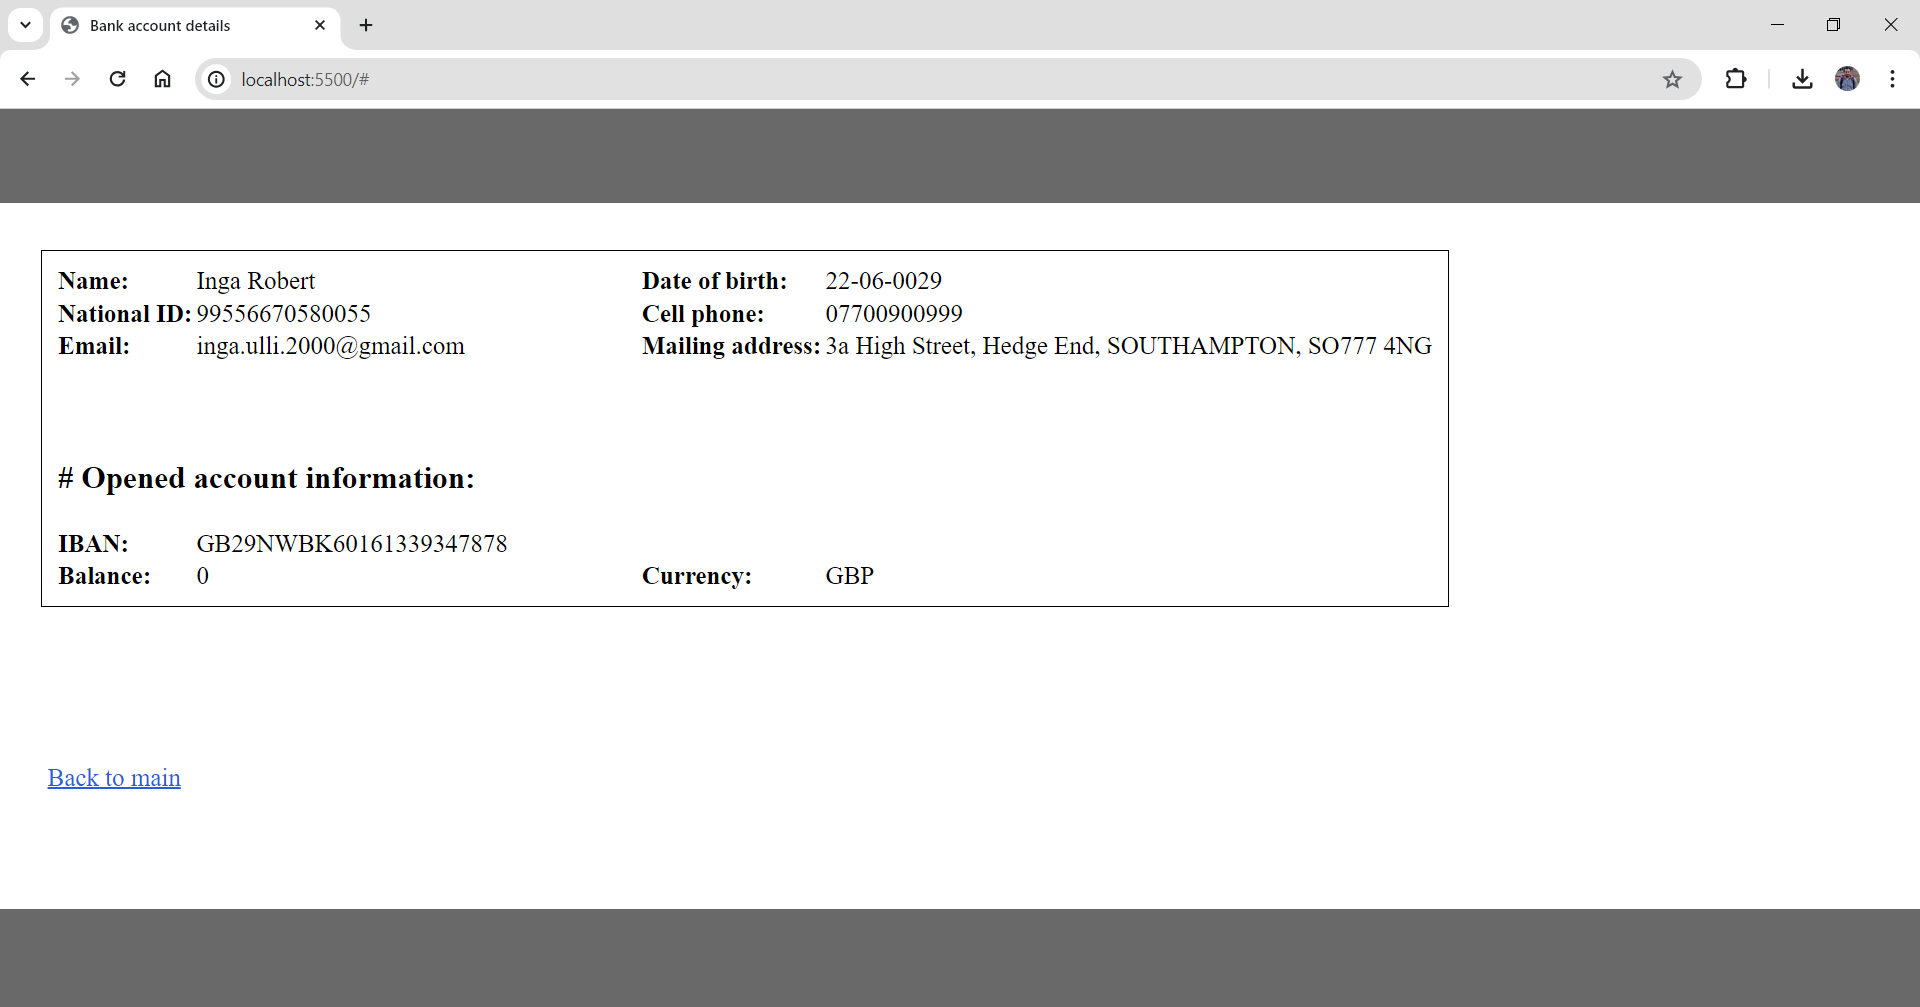 Bank account details
localhost:5500/#
Name: Inga Robert Date of birth: 22-06-0029
National ID: 99556670580055 Cell phone: 07700900999
Email: inga.ulli.2000@gmail.com Mailing address: 3a High Street, Hedge End, SOUTHAMPTON, SO777 4NG
# Opened account information:
IBAN: GB29NWBK60161339347878
Balance: 0 Currency: GBP
Back to main